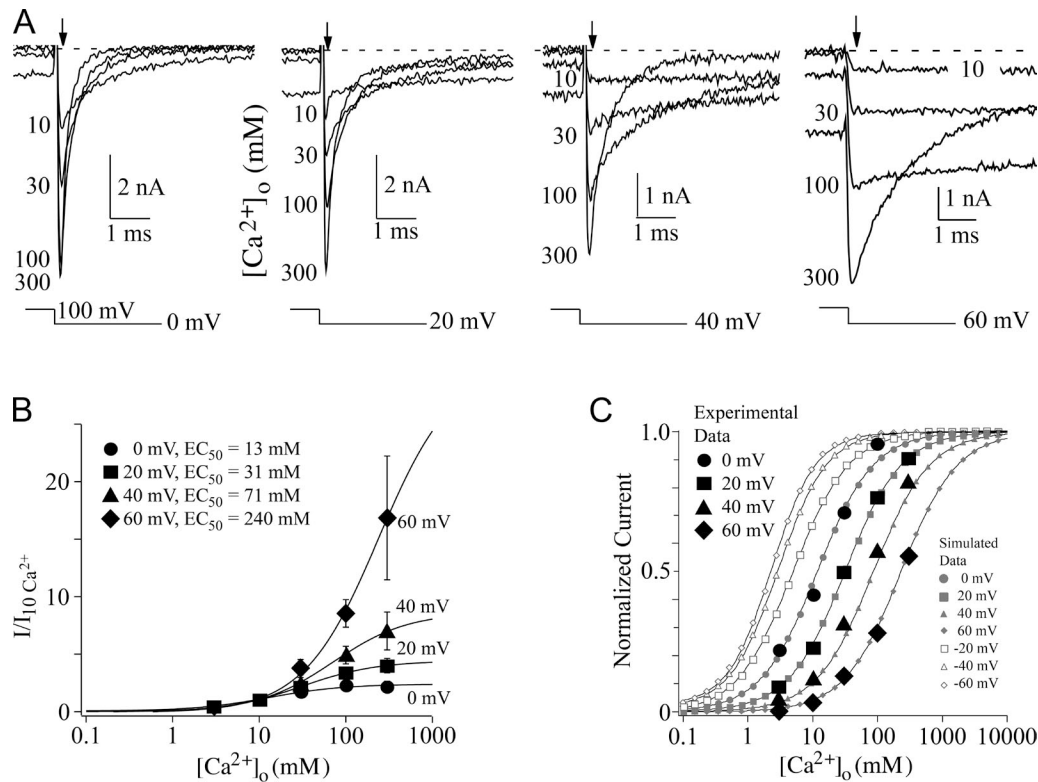 A
10
30
100
300
2 nA
1 ms
100 mV
0 mV
[Ca²⁺]ₒ (mM)
10
30
100
300
2 nA
1 ms
20 mV
10
30
100
300
1 nA
1 ms
40 mV
10
30
100
300
1 nA
1 ms
60 mV
B
0 mV, EC₅₀ = 13 mM
20 mV, EC₅₀ = 31 mM
40 mV, EC₅₀ = 71 mM
60 mV, EC₅₀ = 240 mM
I/I₁₀ Ca²⁺
20
10
0
60 mV
40 mV
20 mV
0 mV
0.1 1 10 100 1000
[Ca²⁺]ₒ (mM)
C
Experimental
Data
0 mV
20 mV
40 mV
60 mV
Normalized Current
1.0
0.5
0
Simulated
Data
0 mV
20 mV
40 mV
60 mV
-20 mV
-40 mV
-60 mV
0.1 1 10 100 1000 10000
[Ca²⁺]ₒ (mM)